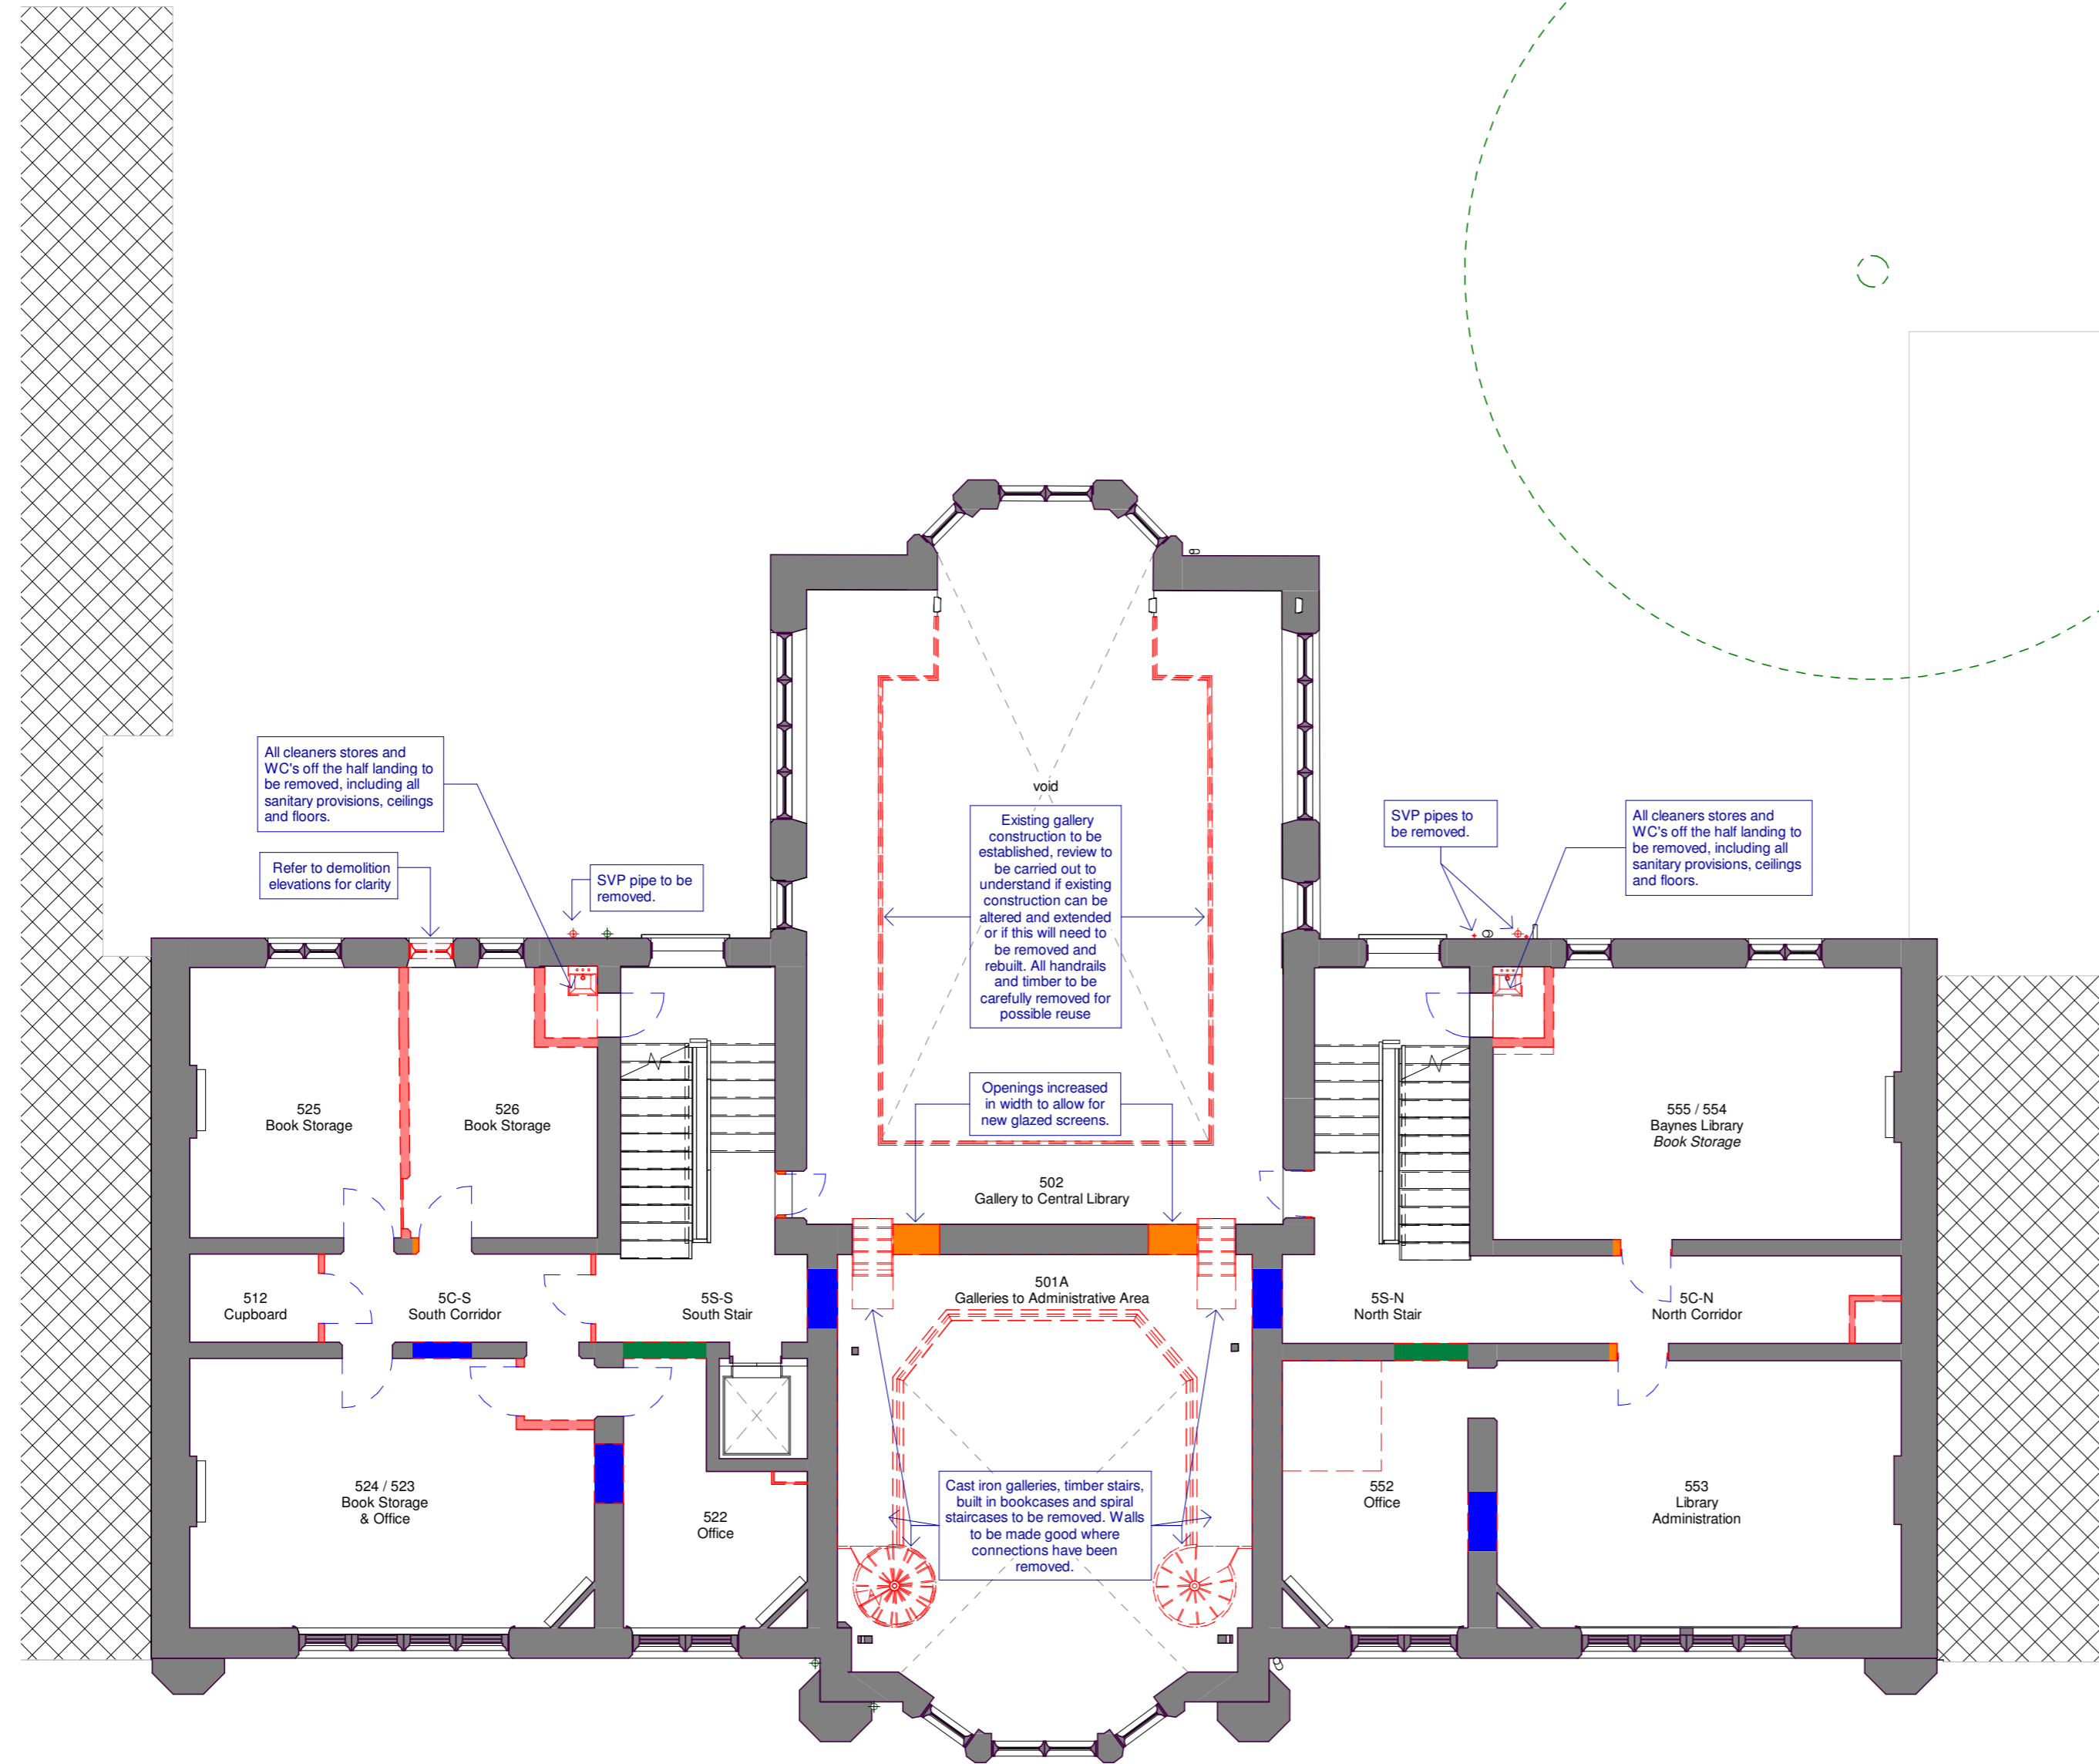 void
All cleaners stores and
WC's off the half landing to
be removed, including all
sanitary provisions, ceilings
and floors.
Refer to demolition
elevations for clarity
SVP pipe to be
removed.
Existing gallery
construction to be
established, review to
be carried out to
understand if existing
construction can be
altered and extended
or if this will need to
be removed and
rebuilt. All handrails
and timber to be
carefully removed for
possible reuse
SVP pipes to
be removed.
All cleaners stores and
WC's off the half landing to
be removed, including all
sanitary provisions, ceilings
and floors.
Openings increased
in width to allow for
new glazed screens.
525
Book Storage
526
Book Storage
555 / 554
Baynes Library
Book Storage
502
Gallery to Central Library
512
Cupboard
5C-S
South Corridor
5S-S
South Stair
501A
Galleries to Administrative Area
5S-N
North Stair
5C-N
North Corridor
524 / 523
Book Storage
& Office
522
Office
Cast iron galleries, timber stairs,
built in bookcases and spiral
staircases to be removed. Walls
to be made good where
connections have been
removed.
552
Office
553
Library
Administration